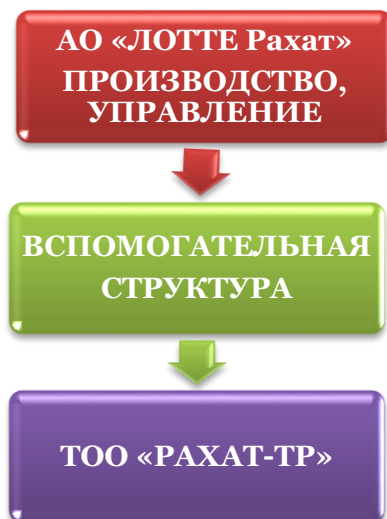 АО «ЛОТТЕ Рахат»
ПРОИЗВОДСТВО,
УПРАВЛЕНИЕ
ВСПОМОГАТЕЛЬНАЯ
СТРУКТУРА
ТОО «РАХАТ-ТР»